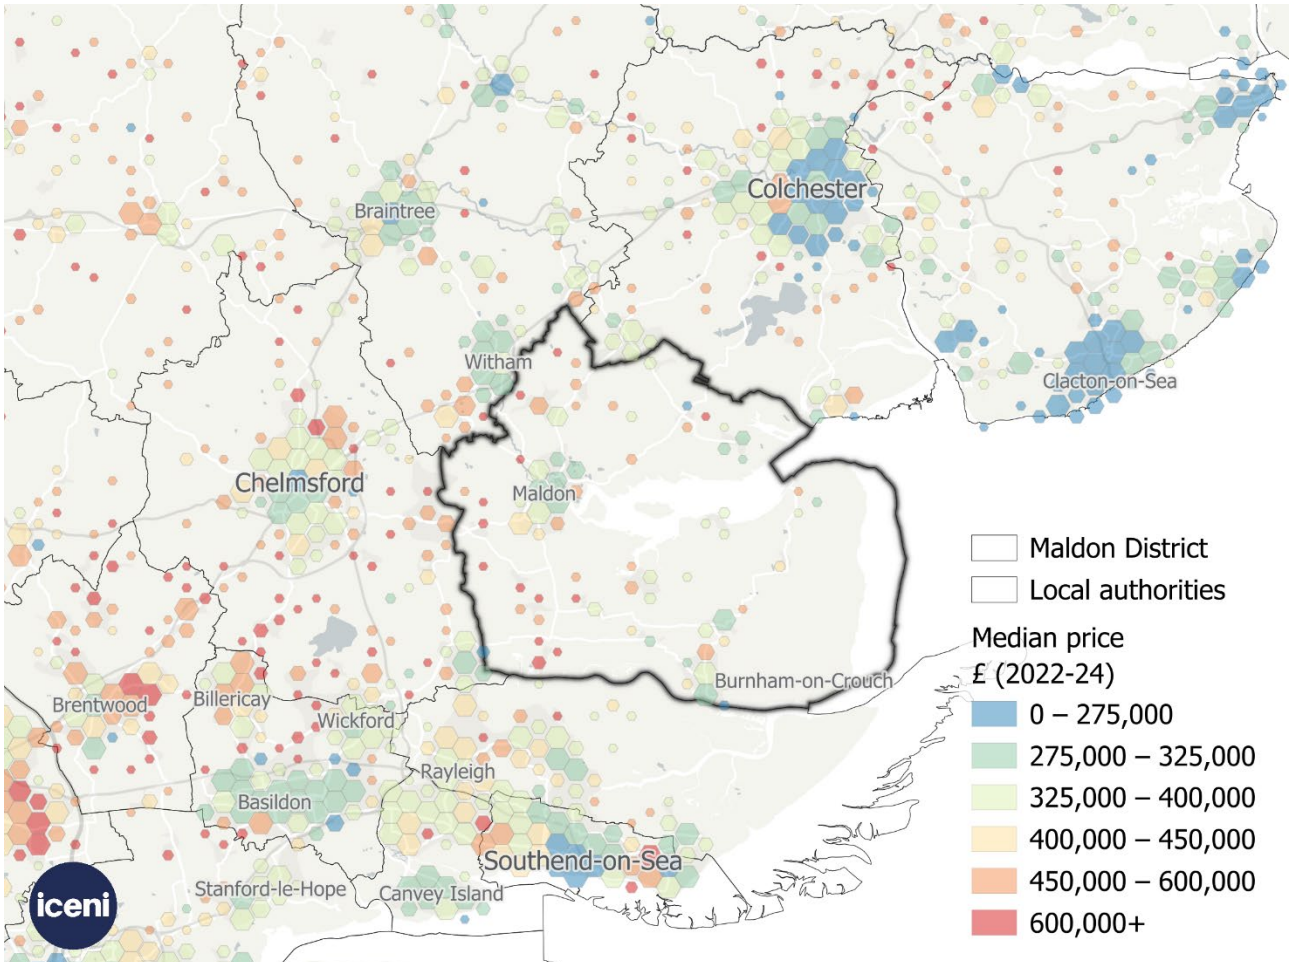 Colchester
Braintree
Witham
Clacton-on-Sea
Chelmsford
Maldon
Maldon District
Local authorities
Median price
£ (2022-24)
0 – 275,000
275,000 – 325,000
325,000 – 400,000
400,000 – 450,000
450,000 – 600,000
600,000+
Burnham-on-Crouch
Brentwood
Billericay
Wickford
Rayleigh
Basildon
Southend-on-Sea
Stanford-le-Hope
Canvey Island
iceni